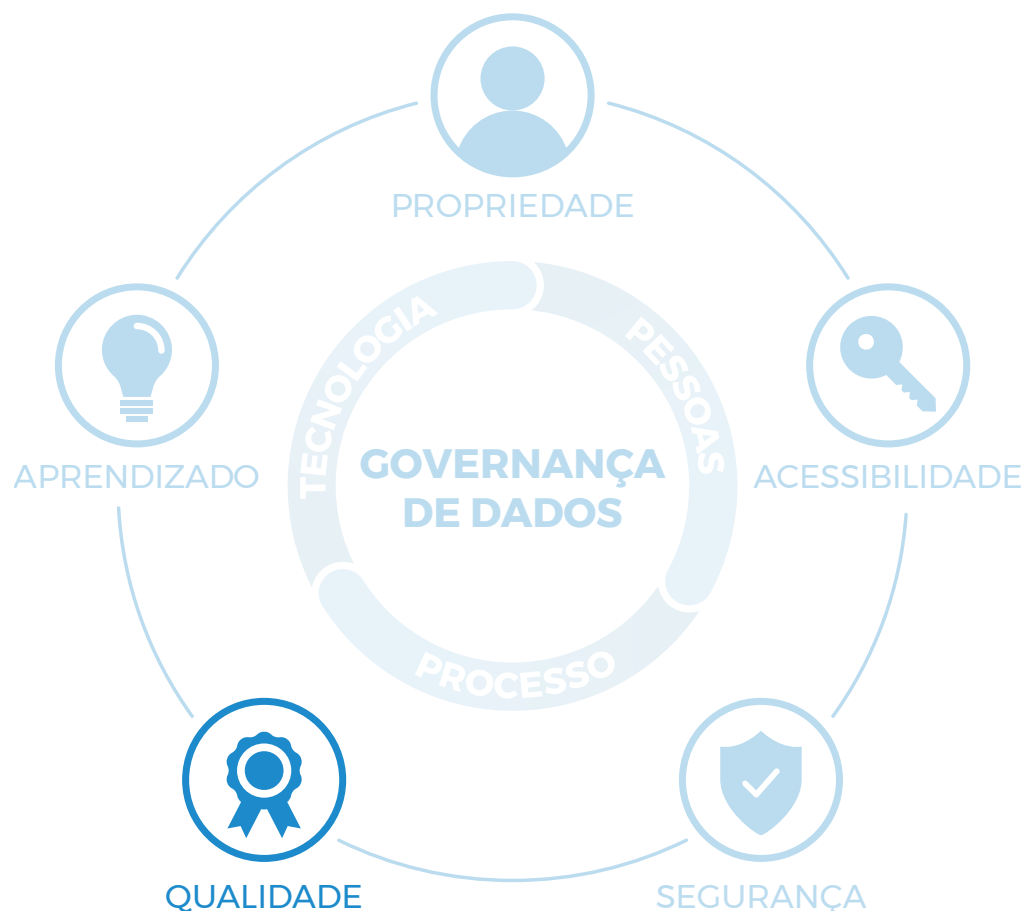 PROPRIEDADE
TECNOLOGIA
PESSOAS
GOVERNANÇA
DE DADOS
APRENDIZADO
ACESSIBILIDADE
PROCESSO
QUALIDADE
SEGURANÇA